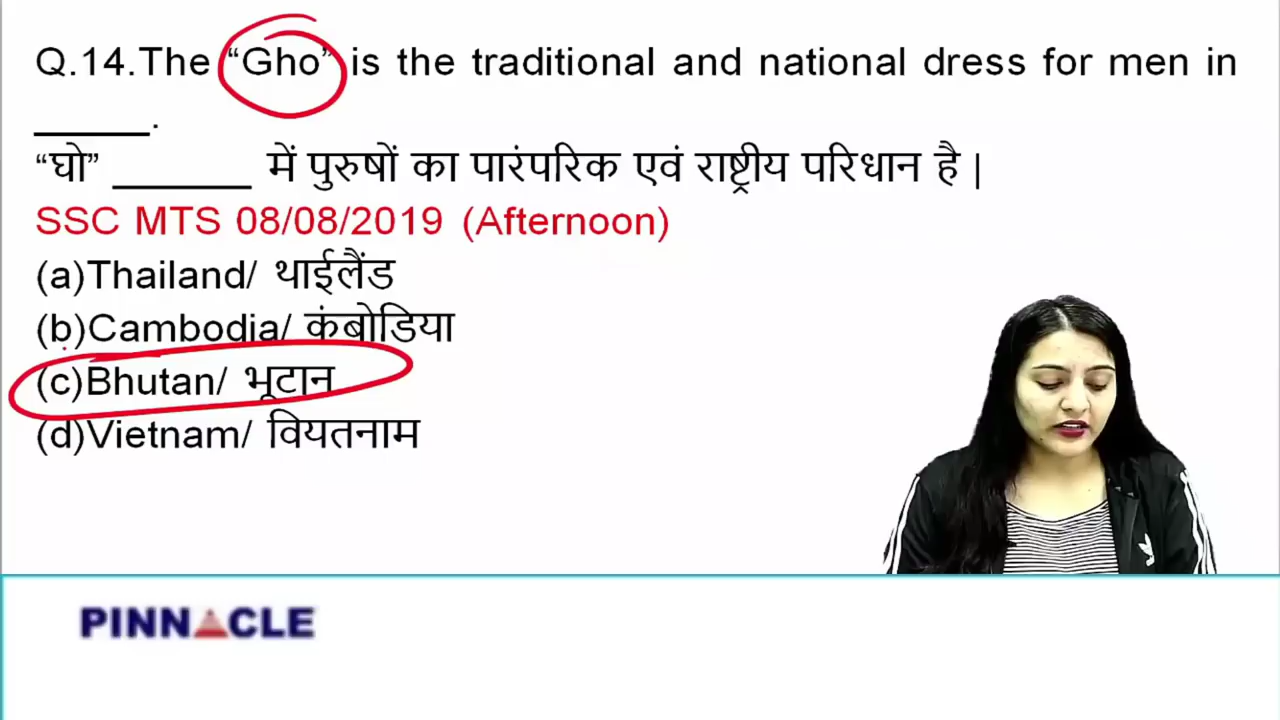 Q.14.The “Gho” is the traditional and national dress for men in
_____.
“घो” ______ में पुरुषों का पारंपरिक एवं राष्ट्रीय परिधान है |
SSC MTS 08/08/2019 (Afternoon)
(a)Thailand/ थाईलैंड
(b)Cambodia/ कंबोडिया
(c)Bhutan/ भूटान
(d)Vietnam/ वियतनाम
PINNACLE